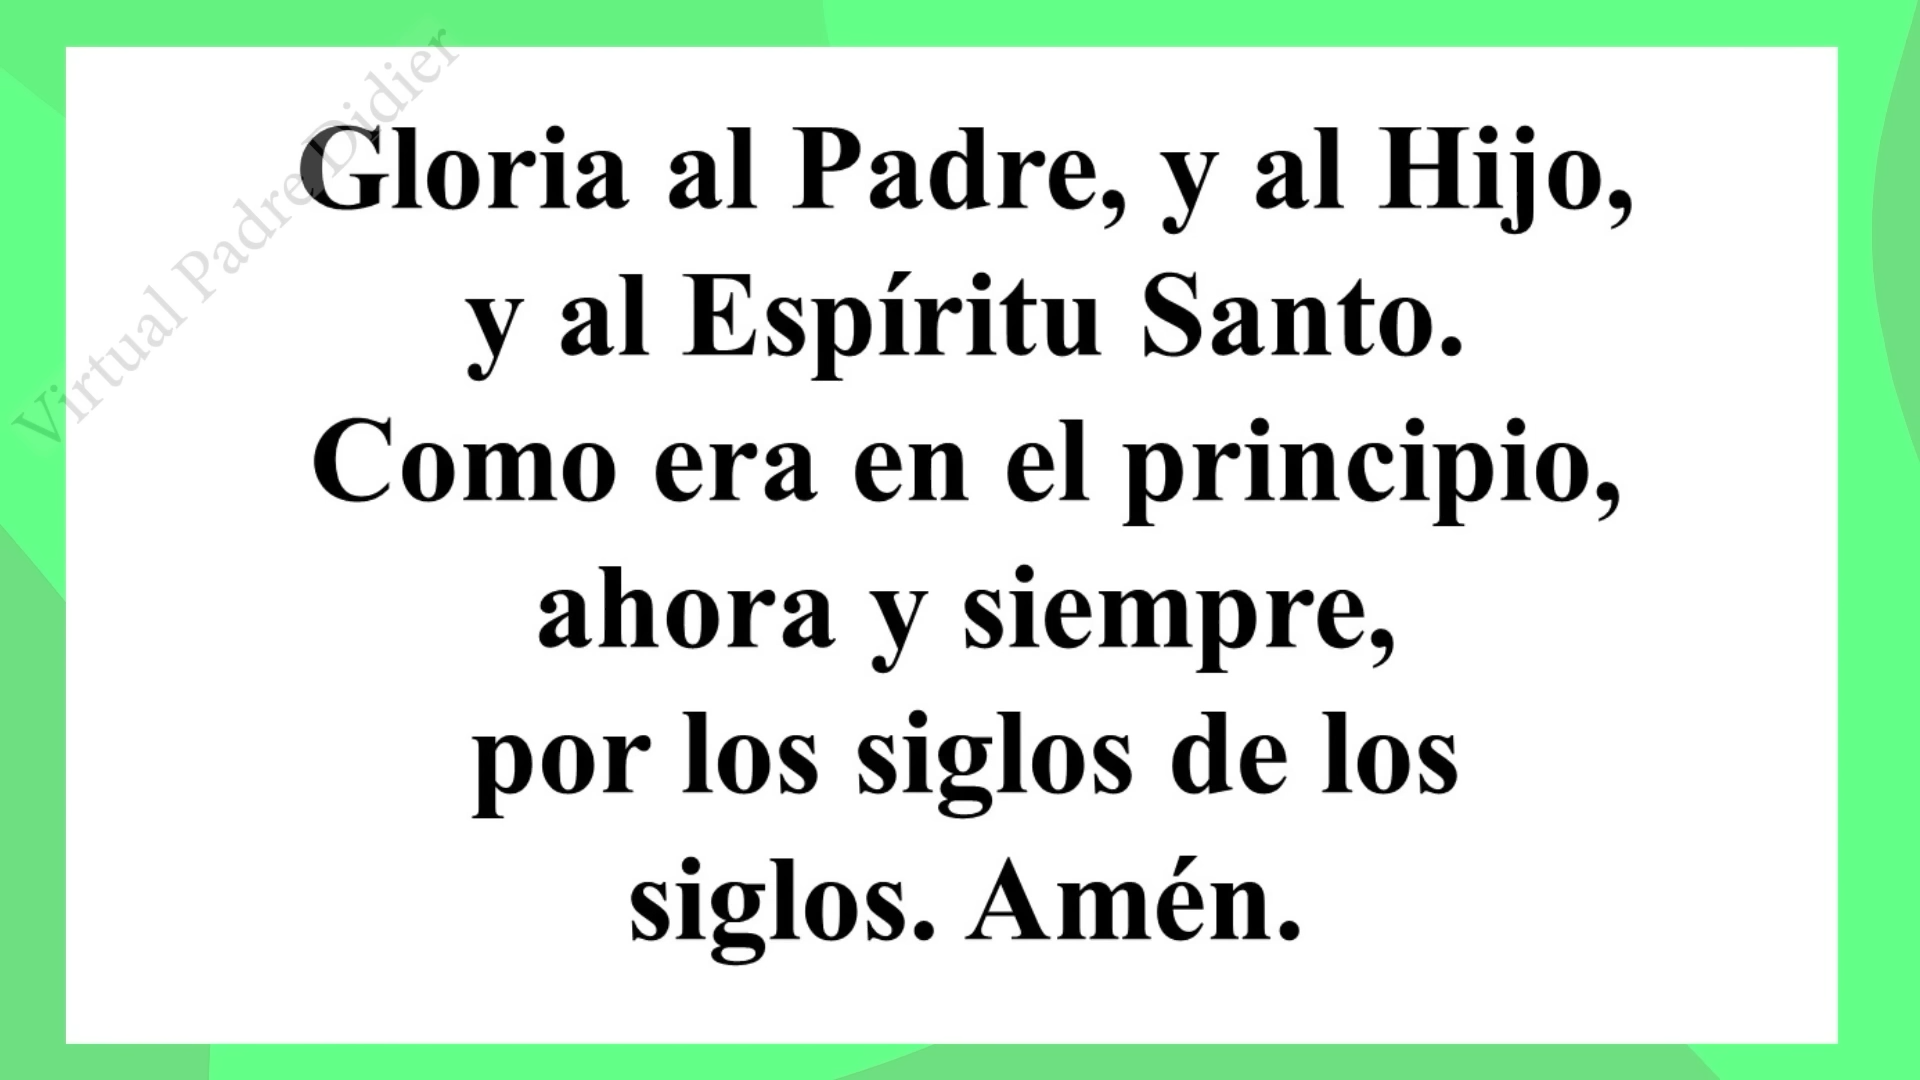 Virtual Padre Didier
Gloria al Padre, y al Hijo,
y al Espíritu Santo.
Como era en el principio,
ahora y siempre,
por los siglos de los
siglos. Amén.